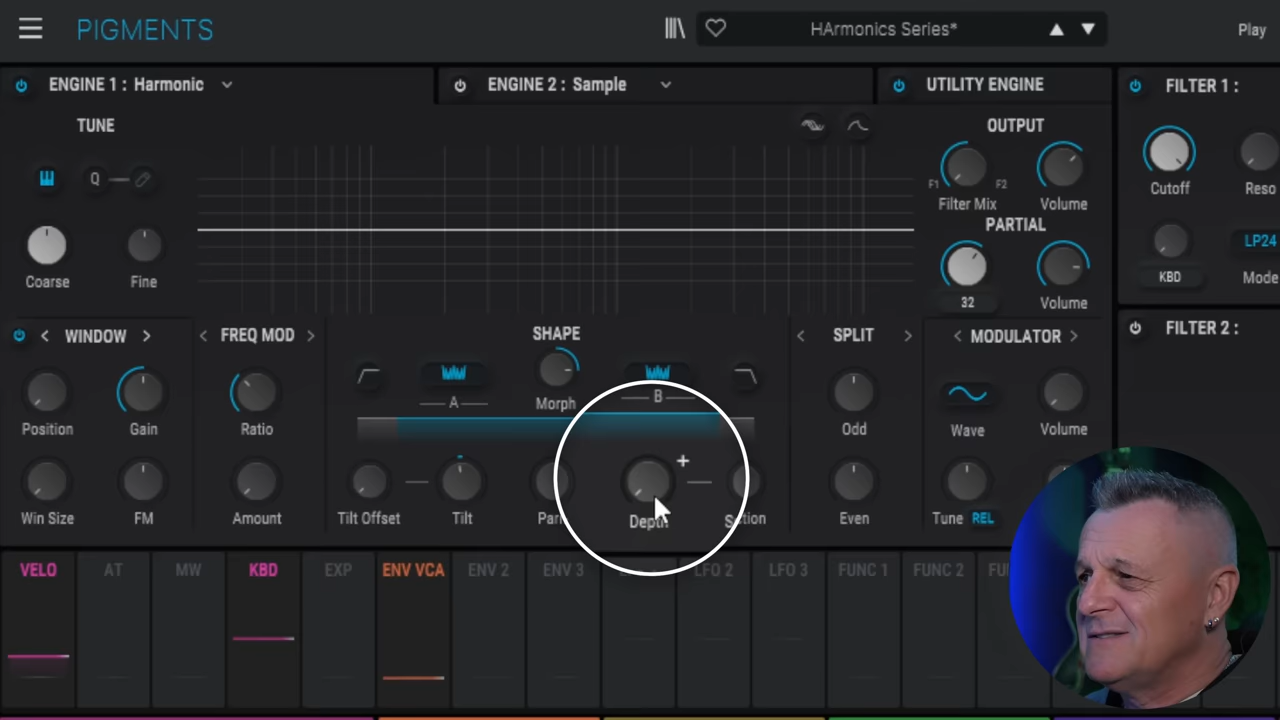 PIGMENTS
HArmonics Series*
Play
ENGINE 1 : Harmonic
ENGINE 2 : Sample
UTILITY ENGINE
FILTER 1 :
TUNE
OUTPUT
Q
F1
F2
Cutoff
Reso
Filter Mix
Volume
PARTIAL
LP24
Coarse
Fine
KBD
Mode
32
Volume
WINDOW
FREQ MOD
SHAPE
SPLIT
MODULATOR
FILTER 2 :
A
Morph
B
Position
Gain
Ratio
Odd
Wave
Volume
Win Size
FM
Amount
Tilt Offset
Tilt
Depth
Even
Tune
REL
VELO
AT
MW
KBD
EXP
ENV VCA
ENV 2
ENV 3
LFO 2
LFO 3
FUNC 1
FUNC 2